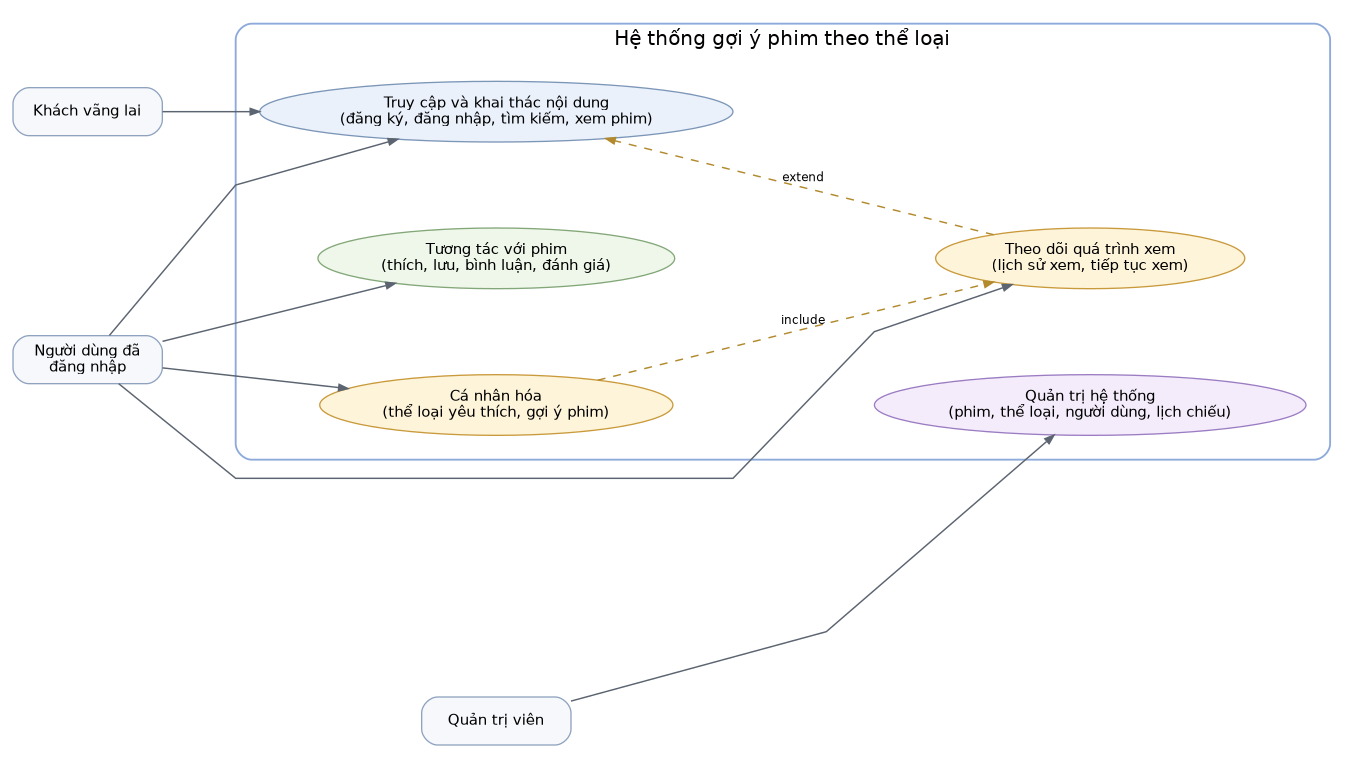 Hệ thống gợi ý phim theo thể loại
Khách vãng lai
Truy cập và khai thác nội dung
(đăng ký, đăng nhập, tìm kiếm, xem phim)
extend
Tương tác với phim
(thích, lưu, bình luận, đánh giá)
Theo dõi quá trình xem
(lịch sử xem, tiếp tục xem)
include
Người dùng đã
đăng nhập
Cá nhân hóa
(thể loại yêu thích, gợi ý phim)
Quản trị hệ thống
(phim, thể loại, người dùng, lịch chiếu)
Quản trị viên